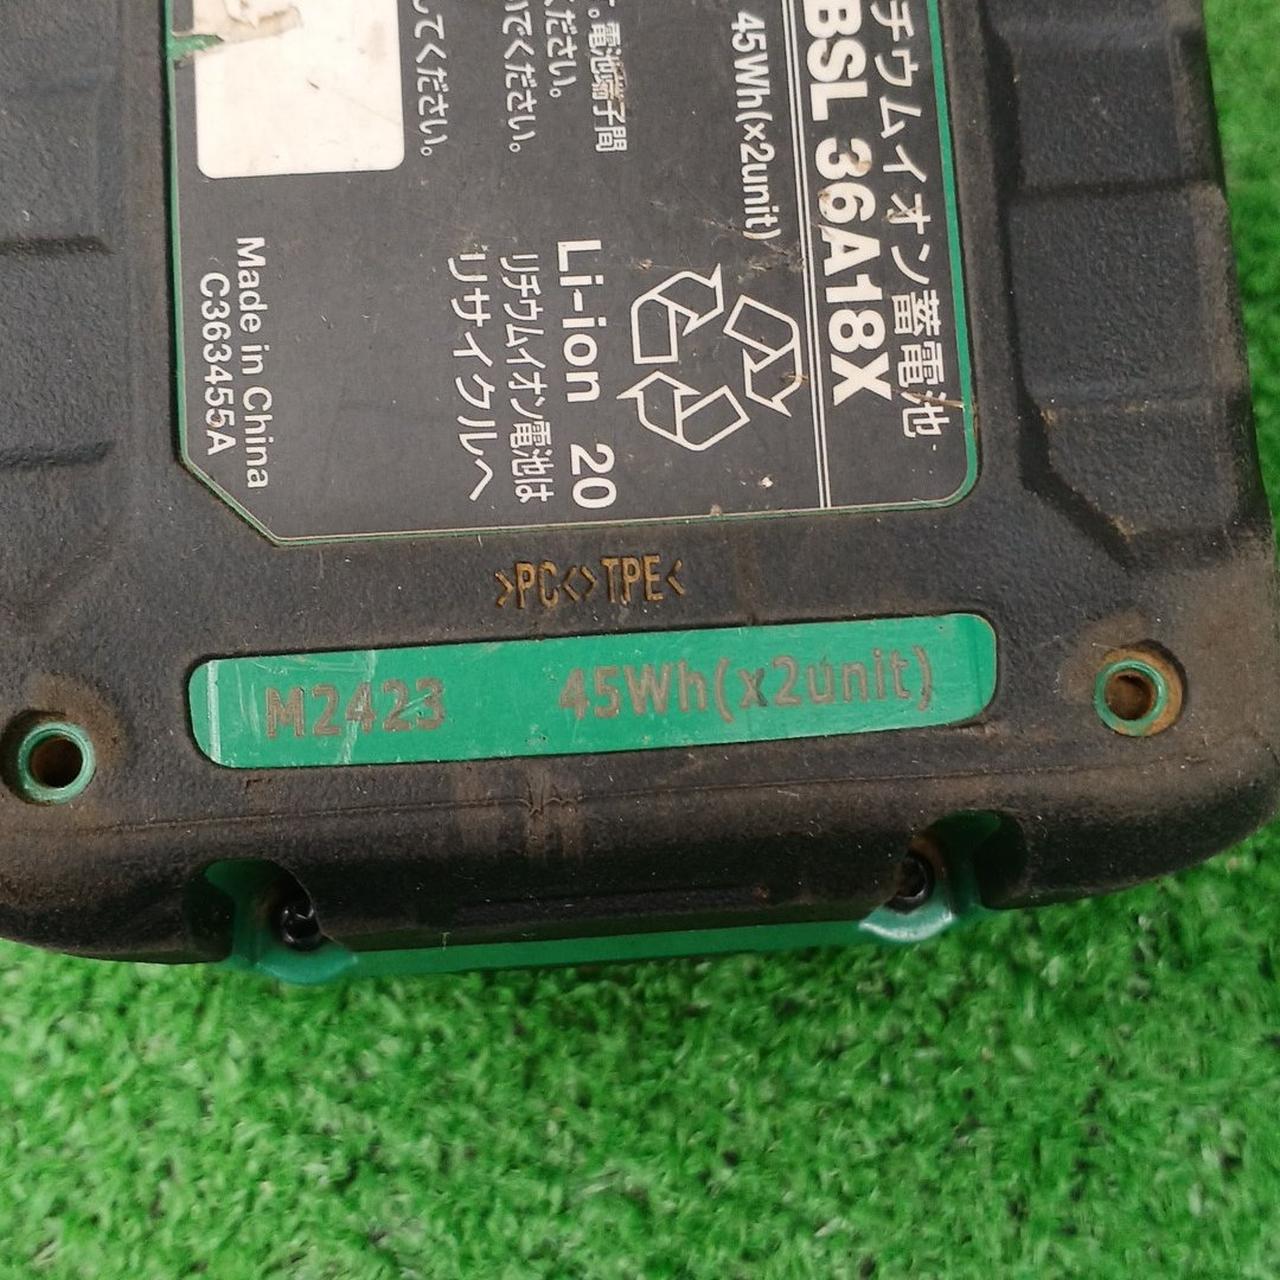 チウムイオン蓄電池
BSL 36A18X
45Wh(×2unit)
。電池端子間
ください。
いでください。
してください。
Li-ion 20
リチウムイオン電池は
リサイクルへ
Made in China
C363455A
>PC<>TPE<
M2423 45Wh(x2unit)